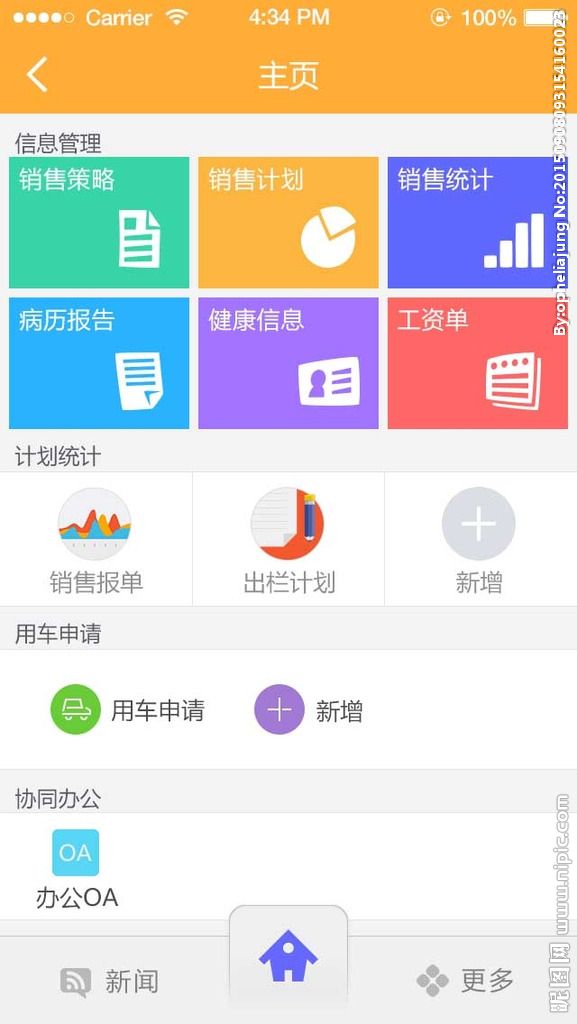 Carrier 4:34 PM 100%
主页
信息管理
销售策略 销售计划 销售统计
病历报告 健康信息 工资单
计划统计
销售报单 出栏计划 新增
用车申请
用车申请 新增
协同办公
OA
办公OA
新闻 更多
By:opheliajung No:20150908093154160023
昵图网 www.nipic.com